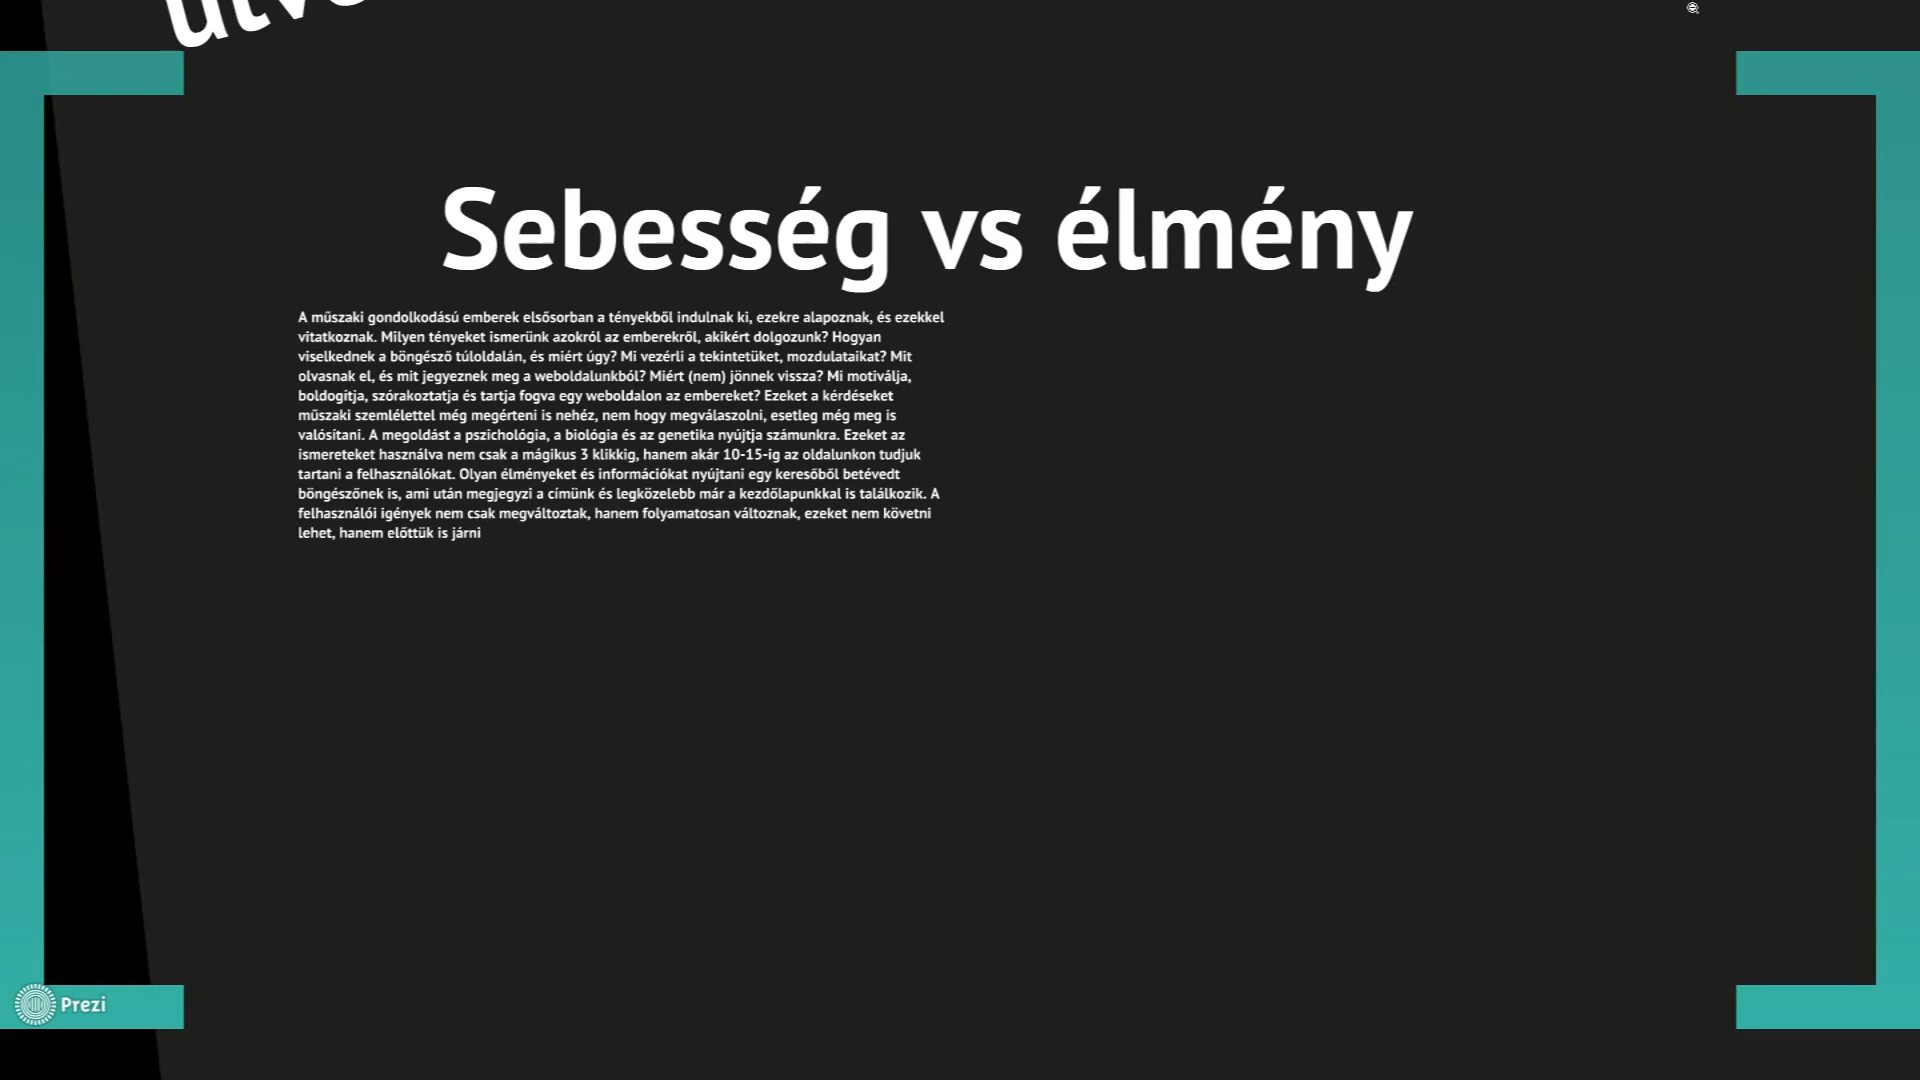 Sebesség vs élmény
A műszaki gondolkodású emberek elsősorban a tényekből indulnak ki, ezekre alapoznak, és ezekkel
vitatkoznak. Milyen tényeket ismerünk azokról az emberekről, akikért dolgozunk? Hogyan
viselkednek a böngésző túloldalán, és miért úgy? Mi vezérli a tekintetüket, mozdulataikat? Mit
olvasnak el, és mit jegyeznek meg a weboldalunkból? Miért (nem) jönnek vissza? Mi motiválja,
boldogítja, szórakoztatja és tartja fogva egy weboldalon az embereket? Ezeket a kérdéseket
műszaki szemlélettel még megérteni is nehéz, nem hogy megválaszolni, esetleg még meg is
valósítani. A megoldást a pszichológia, a biológia és az genetika nyújtja számunkra. Ezeket az
ismereteket használva nem csak a mágikus 3 klikkig, hanem akár 10-15-ig az oldalunkon tudjuk
tartani a felhasználókat. Olyan élményeket és információkat nyújtani egy keresőből betévedt
böngészőnek is, ami után megjegyzi a címünk és legközelebb már a kezdőlapunkkal is találkozik. A
felhasználói igények nem csak megváltoztak, hanem folyamatosan változnak, ezeket nem követni
lehet, hanem előttük is járni
Prezi